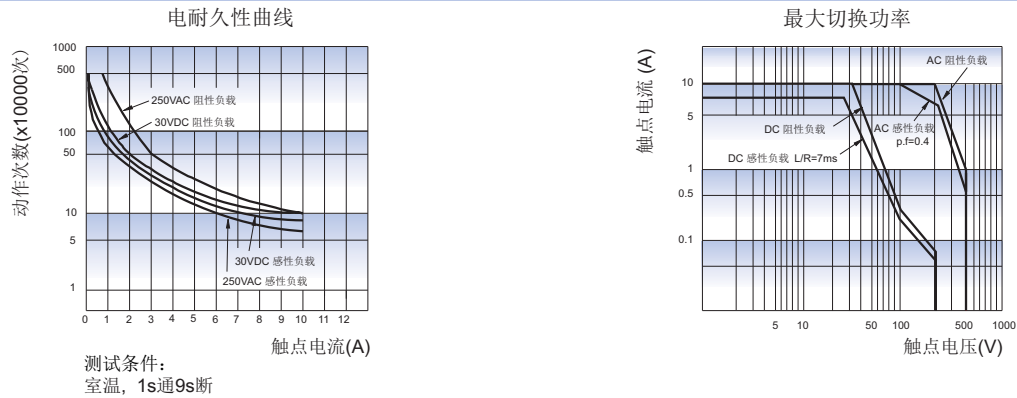 电耐久性曲线
动作次数(x10000次)
1000
500
100
50
10
5
1
250VAC 阻性负载
30VDC 阻性负载
30VDC 感性负载
250VAC 感性负载
0 1 2 3 4 5 6 7 8 9 10 11 12
触点电流(A)
测试条件：
室温，1s通9s断
最大切换功率
触点电流 (A)
10
5
1
0.5
0.1
AC 阻性负载
AC 感性负载
p.f=0.4
DC 阻性负载
DC 感性负载 L/R=7ms
5 10 50 100 500 1000
触点电压(V)